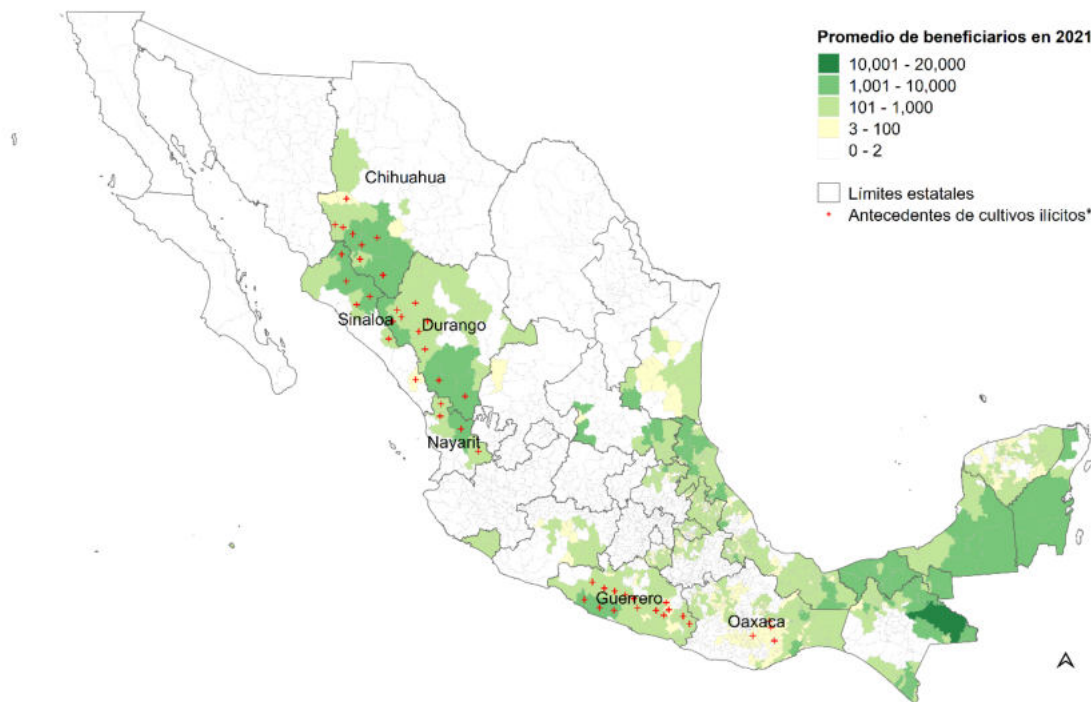 Promedio de beneficiarios en 2021
10,001 - 20,000
1,001 - 10,000
101 - 1,000
3 - 100
0 - 2
Límites estatales
Antecedentes de cultivos ilícitos*
Chihuahua
Sinaloa
Durango
Nayarit
Guerrero
Oaxaca